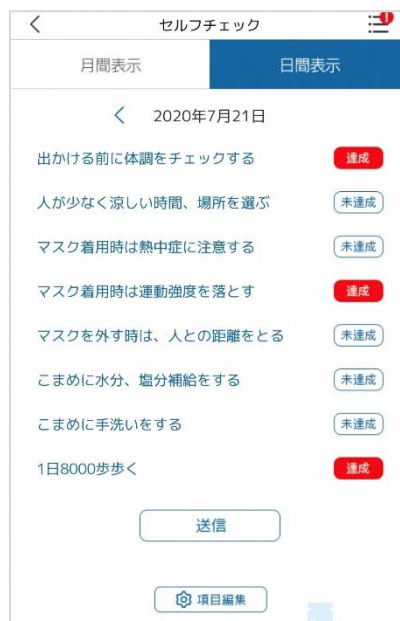 セルフチェック
月間表示
日間表示
2020年7月21日
出かける前に体調をチェックする 達成
人が少なく涼しい時間、場所を選ぶ 未達成
マスク着用時は熱中症に注意する 未達成
マスク着用時は運動強度を落とす 達成
マスクを外す時は、人との距離をとる 未達成
こまめに水分、塩分補給をする 未達成
こまめに手洗いをする 未達成
1日8000歩歩く 達成
送信
項目編集